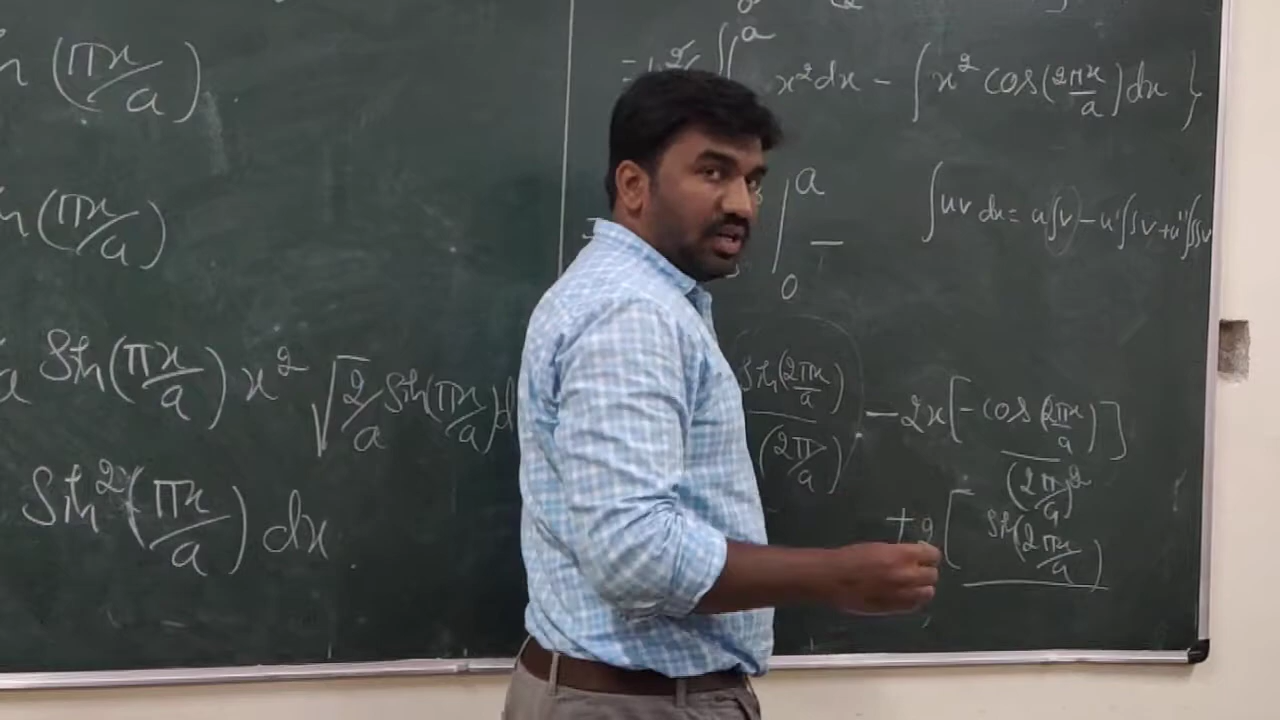 (πx/a)
(πx/a)
a Sin(πx/a) x² √2/a Sin(πx/a)d
Sin²(πx/a) dx
∫ᵃ x²dx - ∫x² cos(2πx/a)dx }
|₀ᵃ -
∫uv dx = u∫v - u'∫∫v + u''∫∫∫v
Sin(2πx/a)/(2π/a) - 2x[-cos(2πx/a)/(2π/a)²]
+2[Sin(2πx/a)